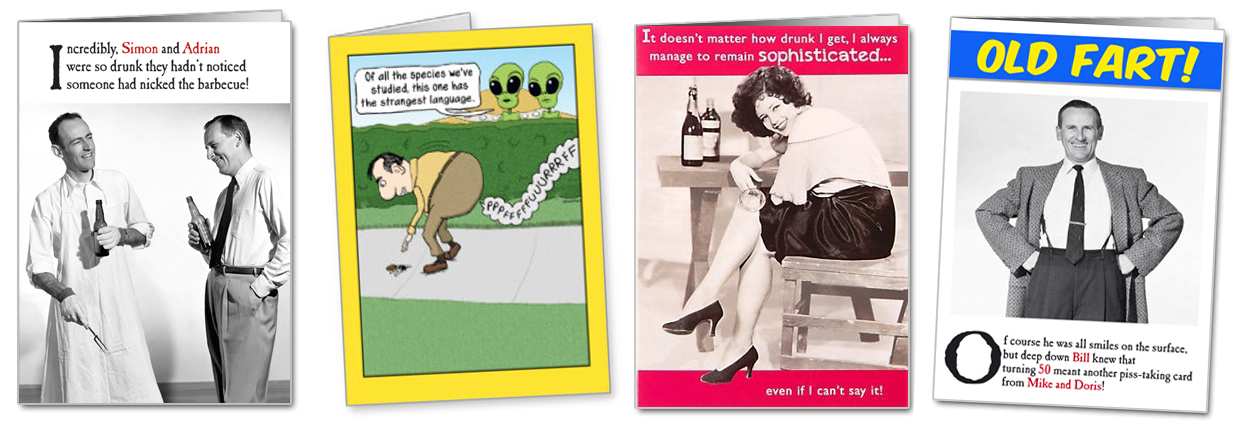 Incredibly, Simon and Adrian
were so drunk they hadn't noticed
someone had nicked the barbecue!
Of all the species we've
studied, this one has
the strangest language.
PPPFFFFFUUURRRRFF
It doesn't matter how drunk I get, I always
manage to remain sophisticated...
even if I can't say it!
OLD FART!
Of course he was all smiles on the surface,
but deep down Bill knew that
turning 50 meant another piss-taking card
from Mike and Doris!